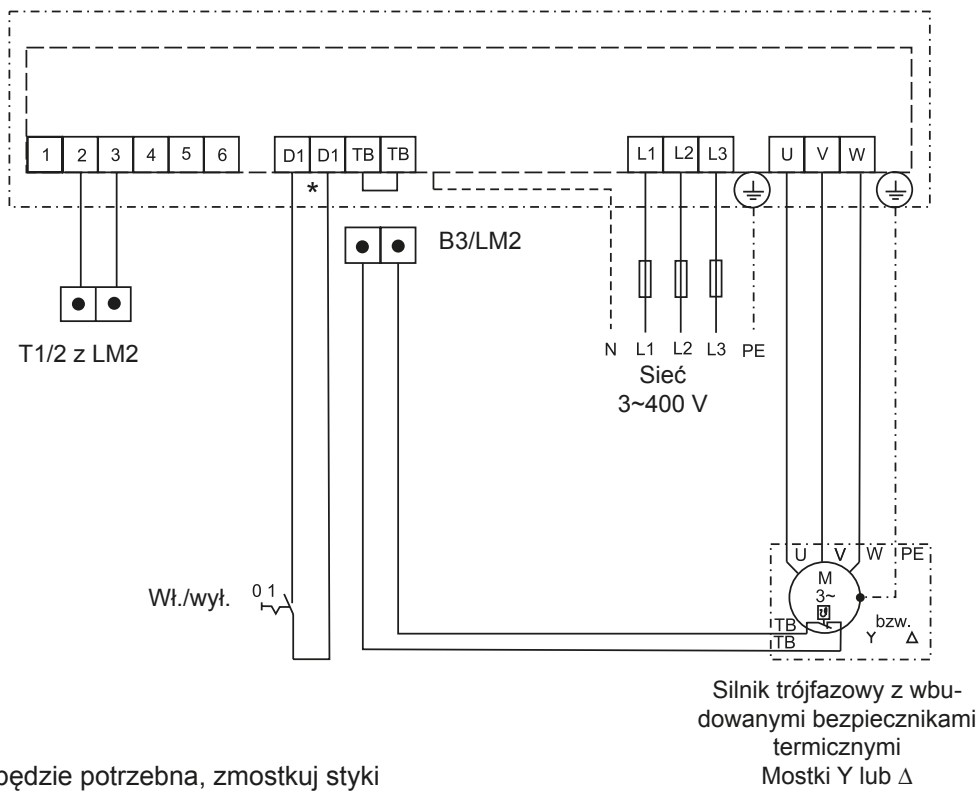 1 2 3 4 5 6 D1 D1 TB TB L1 L2 L3 U V W
*
B3/LM2
T1/2 z LM2
N L1 L2 L3 PE
Sieć
3~400 V
Wł./wył. 0 1
U V W PE
M
3~
TB
TB
bzw.
Y Δ
Silnik trójfazowy z wbu-
dowanymi bezpiecznikami
termicznymi
Mostki Y lub Δ
będzie potrzebna, zmostkuj styki